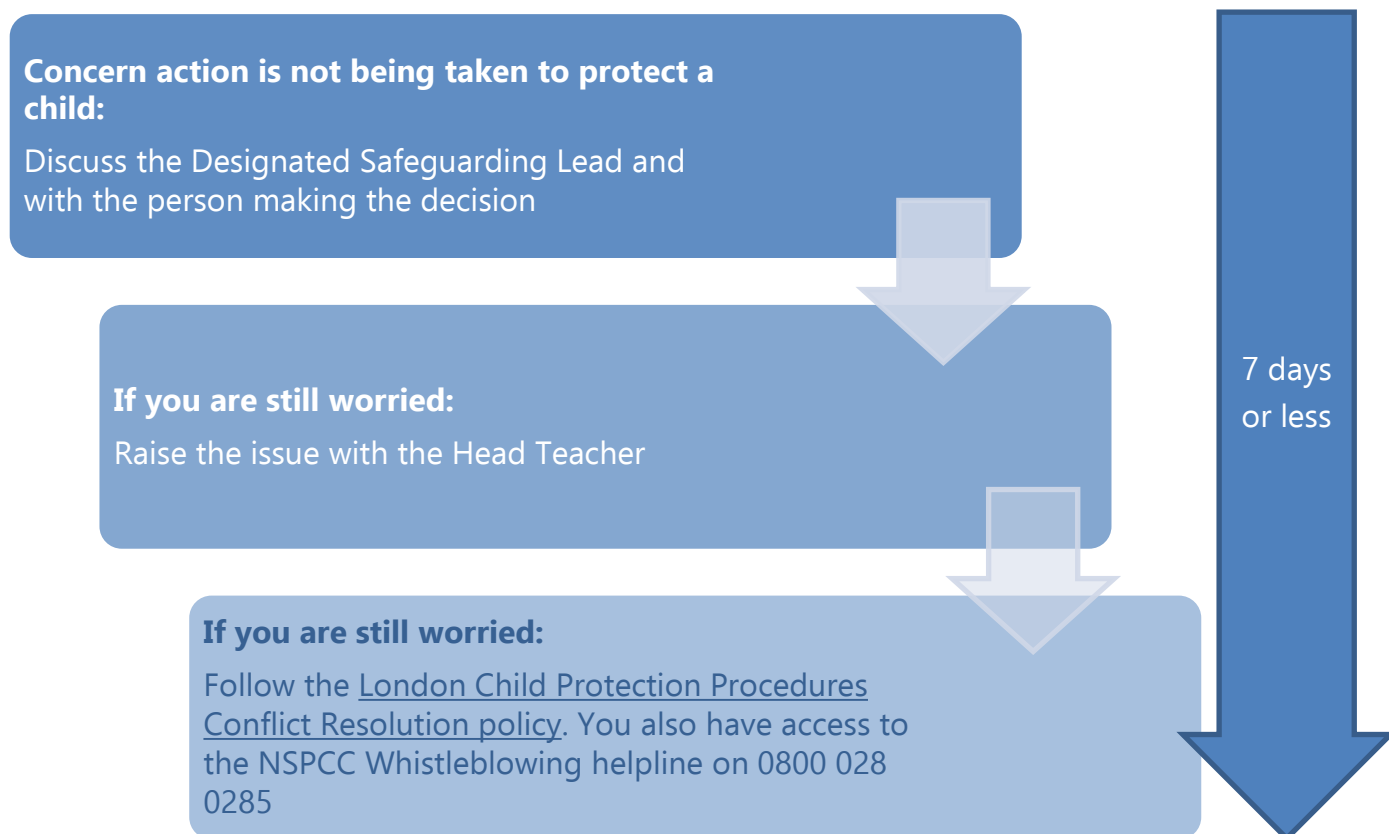 Concern action is not being taken to protect a
child:
Discuss the Designated Safeguarding Lead and
with the person making the decision
If you are still worried:
Raise the issue with the Head Teacher
If you are still worried:
Follow the London Child Protection Procedures
Conflict Resolution policy. You also have access to
the NSPCC Whistleblowing helpline on 0800 028
0285
7 days
or less